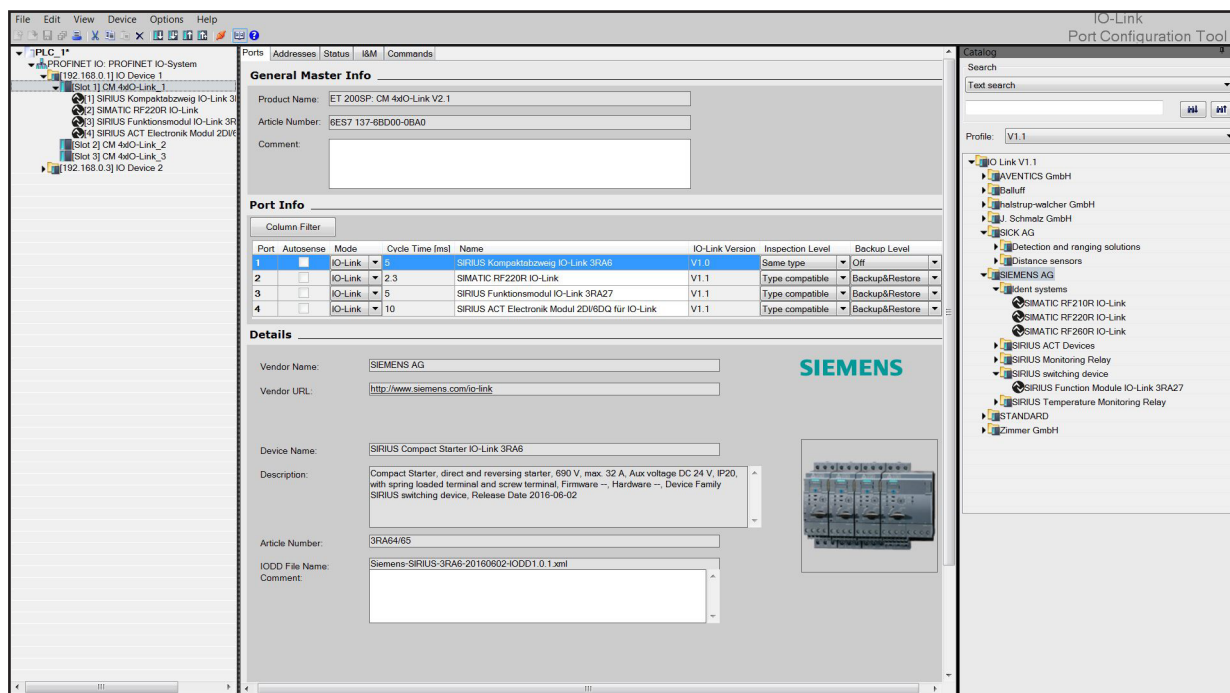 File Edit View Device Options Help
IO-Link
Port Configuration Tool
PLC_1*
PROFINET IO: PROFINET IO-System
[192.168.0.1] IO Device 1
[Slot 1] CM 4xIO-Link_1
[1] SIRIUS Kompaktabzweig IO-Link 3
[2] SIMATIC RF220R IO-Link
[3] SIRIUS Funktionsmodul IO-Link 3R
[4] SIRIUS ACT Electronik Modul 2DI/6
[Slot 2] CM 4xIO-Link_2
[Slot 3] CM 4xIO-Link_3
[192.168.0.3] IO Device 2
Ports Addresses Status I&M Commands
General Master Info
Product Name: ET 200SP: CM 4xIO-Link V2.1
Article Number: 6ES7 137-6BD00-0BA0
Comment:
Port Info
Column Filter
Port Autosense Mode Cycle Time [ms] Name IO-Link Version Inspection Level Backup Level
1 IO-Link 5 SIRIUS Kompaktabzweig IO-Link 3RA6 V1.0 Same type Off
2 IO-Link 2.3 SIMATIC RF220R IO-Link V1.1 Type compatible Backup&Restore
3 IO-Link 5 SIRIUS Funktionsmodul IO-Link 3RA27 V1.1 Type compatible Backup&Restore
4 IO-Link 10 SIRIUS ACT Electronik Modul 2DI/6DQ für IO-Link V1.1 Type compatible Backup&Restore
Details
Vendor Name: SIEMENS AG
SIEMENS
Vendor URL: http://www.siemens.com/io-link
Device Name: SIRIUS Compact Starter IO-Link 3RA6
Description: Compact Starter, direct and reversing starter, 690 V, max. 32 A, Aux voltage DC 24 V, IP20,
with spring loaded terminal and screw terminal, Firmware --, Hardware --, Device Family
SIRIUS switching device, Release Date 2016-06-02
Article Number: 3RA64/65
IODD File Name: Siemens-SIRIUS-3RA6-20160602-IODD1.0.1.xml
Comment:
Catalog
Search
Text search
Profile: V1.1
IO Link V1.1
AVENTICS GmbH
Balluff
halstrup-walcher GmbH
J. Schmalz GmbH
SICK AG
Detection and ranging solutions
Distance sensors
SIEMENS AG
Ident systems
SIMATIC RF210R IO-Link
SIMATIC RF220R IO-Link
SIMATIC RF260R IO-Link
SIRIUS ACT Devices
SIRIUS Monitoring Relay
SIRIUS switching device
SIRIUS Function Module IO-Link 3RA27
SIRIUS Temperature Monitoring Relay
STANDARD
Zimmer GmbH